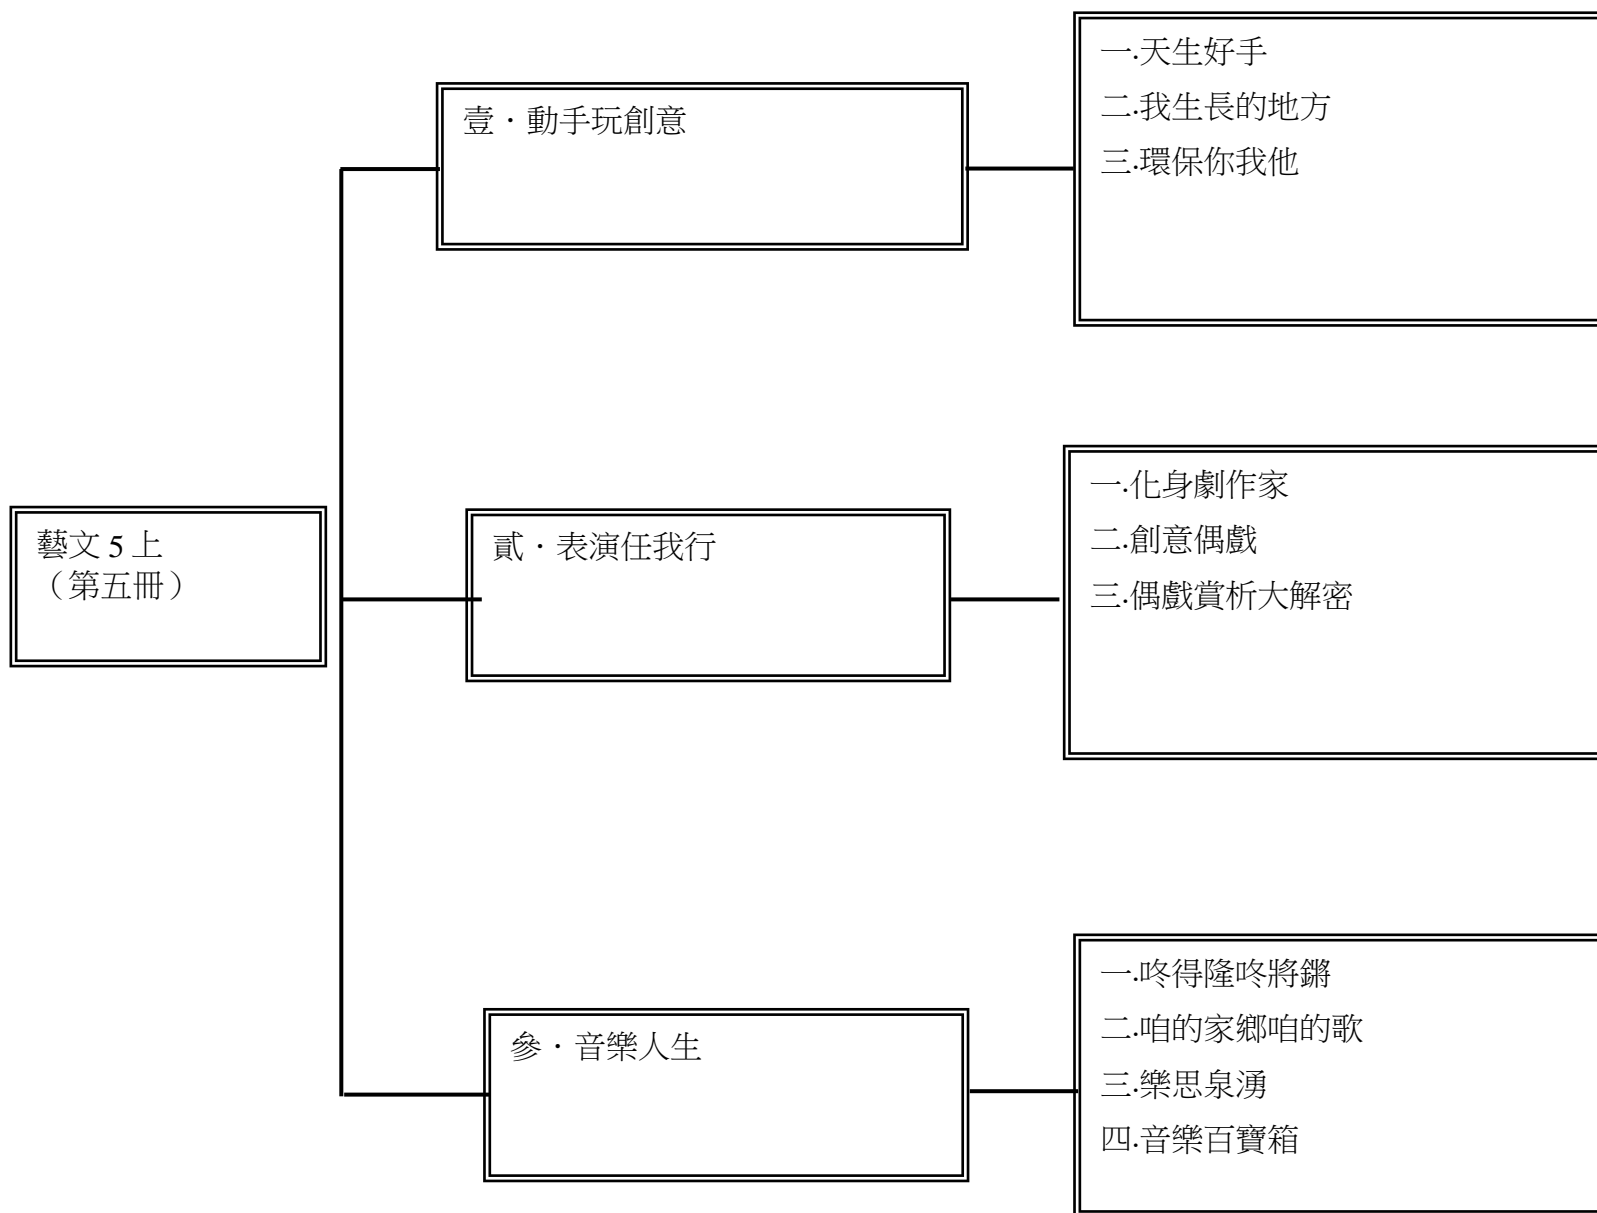 藝文 5 上
（第五冊）
壹．動手玩創意
一.天生好手
二.我生長的地方
三.環保你我他
貳．表演任我行
一.化身劇作家
二.創意偶戲
三.偶戲賞析大解密
參．音樂人生
一.咚得隆咚將鏘
二.咱的家鄉咱的歌
三.樂思泉湧
四.音樂百寶箱